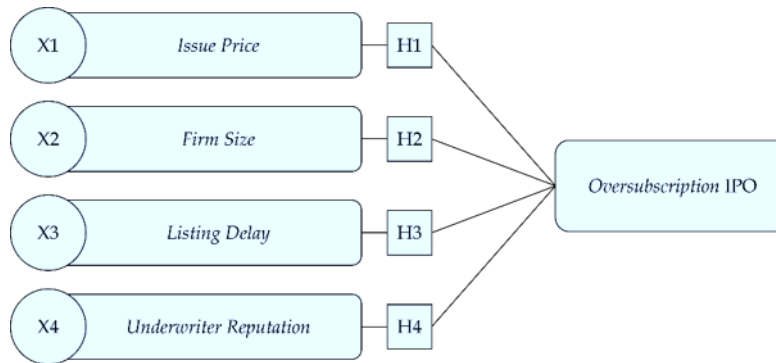 X1 Issue Price H1
X2 Firm Size H2
Oversubscription IPO
X3 Listing Delay H3
X4 Underwriter Reputation H4